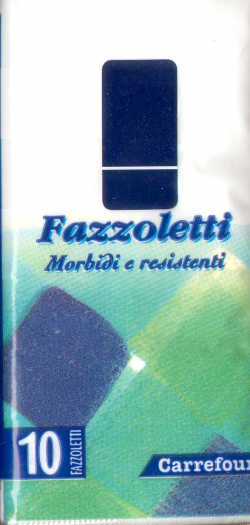 Fazzoletti
Morbidi e resistenti
10
FAZZOLETTI
Carrefour